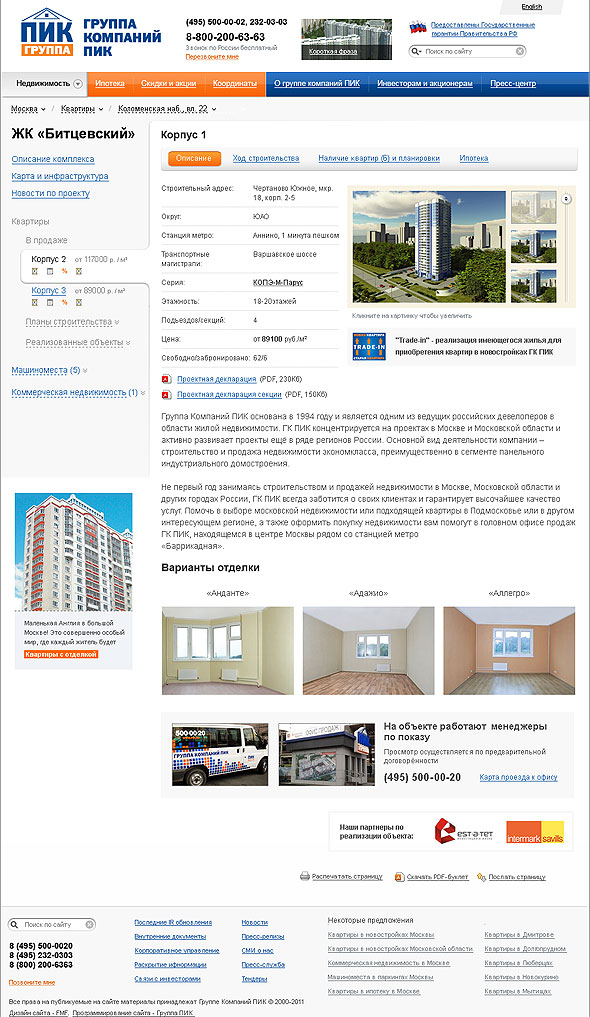 English
ПИК
ГРУППА
ГРУППА
КОМПАНИЙ
ПИК
(495) 500-00-02, 232-03-03
8-800-200-63-63
Звонок по России бесплатный
Перезвоните мне
Короткая фраза
Предоставлены Государственные
гарантии Правительства РФ
Поиск по сайту
Недвижимость
Ипотека
Скидки и акции
Координаты
О группе компаний ПИК
Инвесторам и акционерам
Пресс-центр
Москва / Квартиры / Коломенская наб., вл. 22
ЖК «Битцевский»
Описание комплекса
Карта и инфраструктура
Новости по проекту
Квартиры
В продаже
Корпус 2 от 117000 р. / м²
Корпус 3 от 89000 р. / м²
Планы строительства
Реализованные объекты
Машиноместа (5)
Коммерческая недвижимость (1)
Маленькая Англия в большой
Москве! Это совершенно особый
мир, где каждый житель будет
Квартиры с отделкой
Корпус 1
Описание
Ход строительства
Наличие квартир (6) и планировки
Ипотека
Строительный адрес: Чертаново Южное, мкр.
18, корп. 2-5
Округ: ЮАО
Станция метро: Аннино, 1 минута пешком
Транспортные
магистрали: Варшавское шоссе
Серия: КОПЭ-М-Парус
Этажность: 18-20этажей
Подъездов/секций: 4
Цена: от 89100 руб./м²
Свободно/забронировано: 62/6
Кликните на картинку чтобы увеличить
TRADE-IN
"Trade-in" - реализация имеющегося жилья для
приобретения квартир в новостройках ГК ПИК
Проектная декларация (PDF, 230Кб)
Проектная декларация секции (PDF, 150Кб)
Группа Компаний ПИК основана в 1994 году и является одним из ведущих российских девелоперов в
области жилой недвижимости. ГК ПИК концентрируется на проектах в Москве и Московской области и
активно развивает проекты ещё в ряде регионов России. Основной вид деятельности компании –
строительство и продажа недвижимости экономкласса, преимущественно в сегменте панельного
индустриального домостроения.
Не первый год занимаясь строительством и продажей недвижимости в Москве, Московской области и
других городах России, ГК ПИК всегда заботится о своих клиентах и гарантирует высочайшее качество
услуг. Помочь в выборе московской недвижимости или подходящей квартиры в Подмосковье или в другом
интересующем регионе, а также оформить покупку недвижимости вам помогут в головном офисе продаж
ГК ПИК, находящемся в центре Москвы рядом со станцией метро
«Баррикадная».
Варианты отделки
«Анданте»
«Адажио»
«Аллегро»
500-00-20
ГРУППА КОМПАНИЙ ПИК
ОФИС ПРОДАЖ
На объекте работают менеджеры
по показу
Просмотр осуществляется по предварительной
договорённости
(495) 500-00-20
Карта проезда к офису
Наши партнеры по
реализации объекта:
EST-A-TET
intermark savills
Распечатать страницу
Скачать PDF-буклет
Послать страницу
Поиск по сайту
8 (495) 500-0020
8 (495) 232-0303
8 (800) 200-6363
Позвоните мне
Последние IR обновления
Внутренние документы
Корпоративное управление
Раскрытие информации
Связи с инвесторами
Новости
Пресс-релизы
СМИ о нас
Пресс-служба
Тендеры
Некоторые предложения
Квартиры в новостройках Москвы
Квартиры в новостройках Московской области
Коммерческая недвижимость в Москве
Машиноместа в паркингах Москвы
Квартиры в ипотеку в Москве
Квартиры в Дмитрове
Квартиры в Долгопрудном
Квартиры в Люберцах
Квартиры в Новокурино
Квартиры в Мытищах
Все права на публикуемые на сайте материалы принадлежат Группе Компаний ПИК © 2000-2011
Дизайн сайта - FMF, Программирование сайта - Группа ПИК